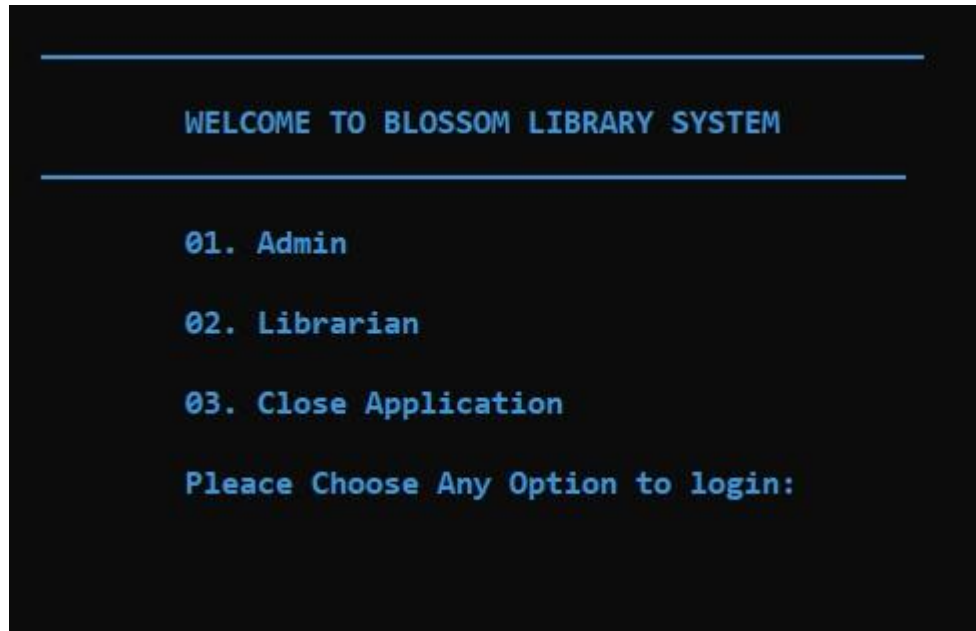 WELCOME TO BLOSSOM LIBRARY SYSTEM
01. Admin
02. Librarian
03. Close Application
Pleace Choose Any Option to login: